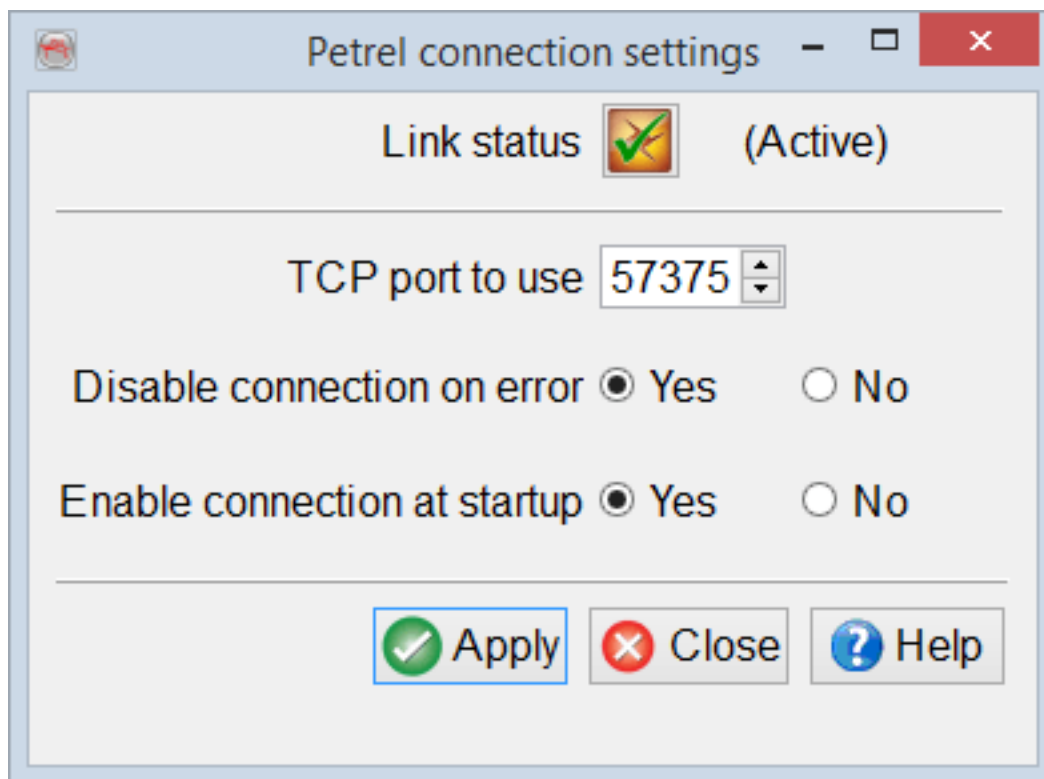 Petrel connection settings
Link status (Active)
TCP port to use 57375
Disable connection on error Yes No
Enable connection at startup Yes No
Apply Close Help